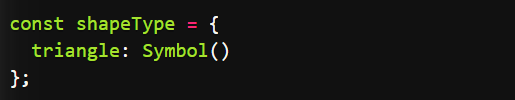 const shapeType = {
  triangle: Symbol()
};